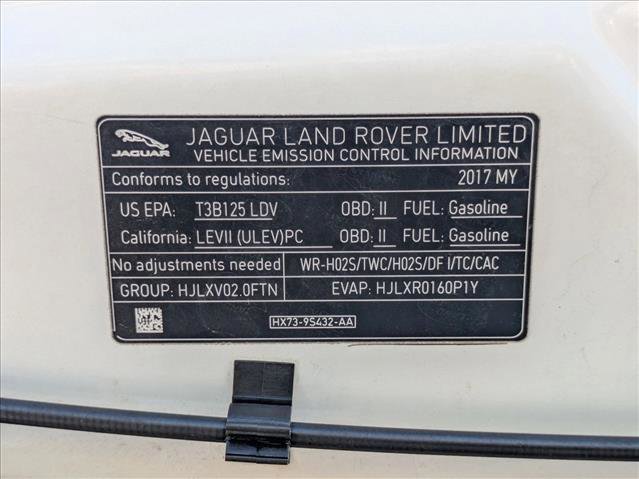 JAGUAR
JAGUAR LAND ROVER LIMITED
VEHICLE EMISSION CONTROL INFORMATION
Conforms to regulations: 2017 MY
US EPA: T3B125 LDV OBD: II FUEL: Gasoline
California: LEVII (ULEV)PC OBD: II FUEL: Gasoline
No adjustments needed WR-HO2S/TWC/HO2S/DF I/TC/CAC
GROUP: HJLXV02.0FTN EVAP: HJLXR0160P1Y
HX73-9S432-AA